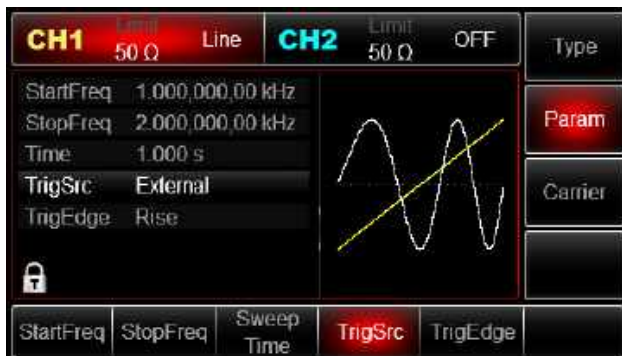 CH1 Limit 50 Ω Line CH2 Limit 50 Ω OFF
Type
StartFreq 1.000,000,00 kHz
StopFreq 2.000,000,00 kHz
Param
Time 1.000 s
TrigSrc External
Carrier
TrigEdge Rise
StartFreq StopFreq Sweep Time TrigSrc TrigEdge